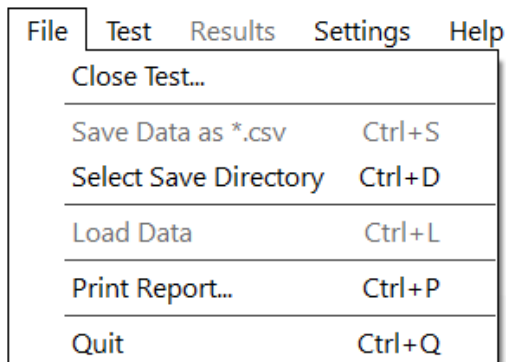 File Test Results Settings Help
Close Test...
Save Data as *.csv Ctrl+S
Select Save Directory Ctrl+D
Load Data Ctrl+L
Print Report... Ctrl+P
Quit Ctrl+Q